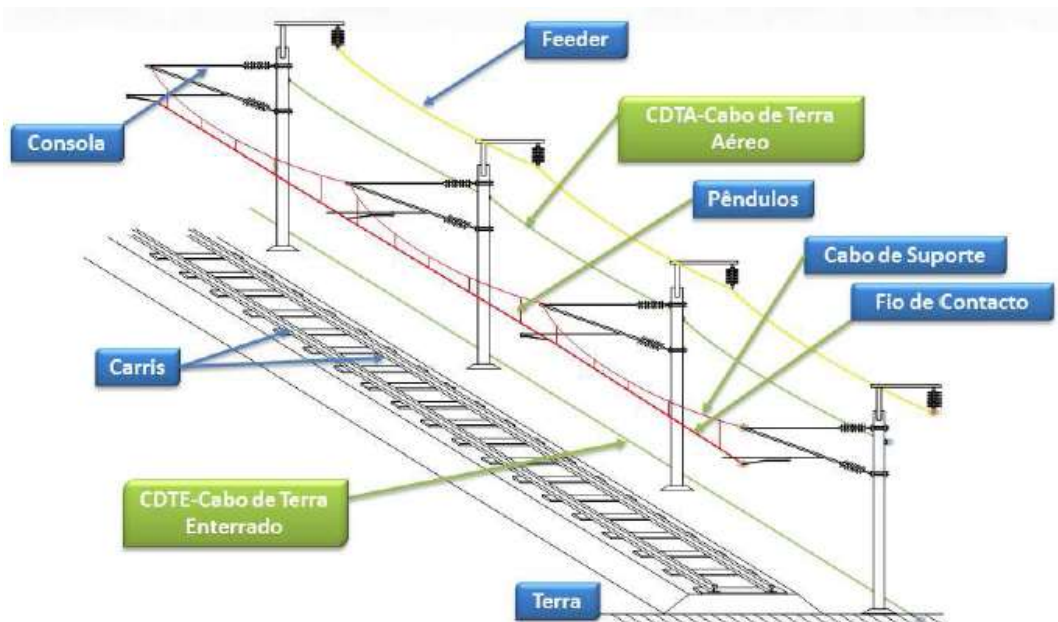 Feeder
CDTA-Cabo de Terra
Aéreo
Consola
Pêndulos
Cabo de Suporte
Fio de Contacto
Carris
CDTE-Cabo de Terra
Enterrado
Terra